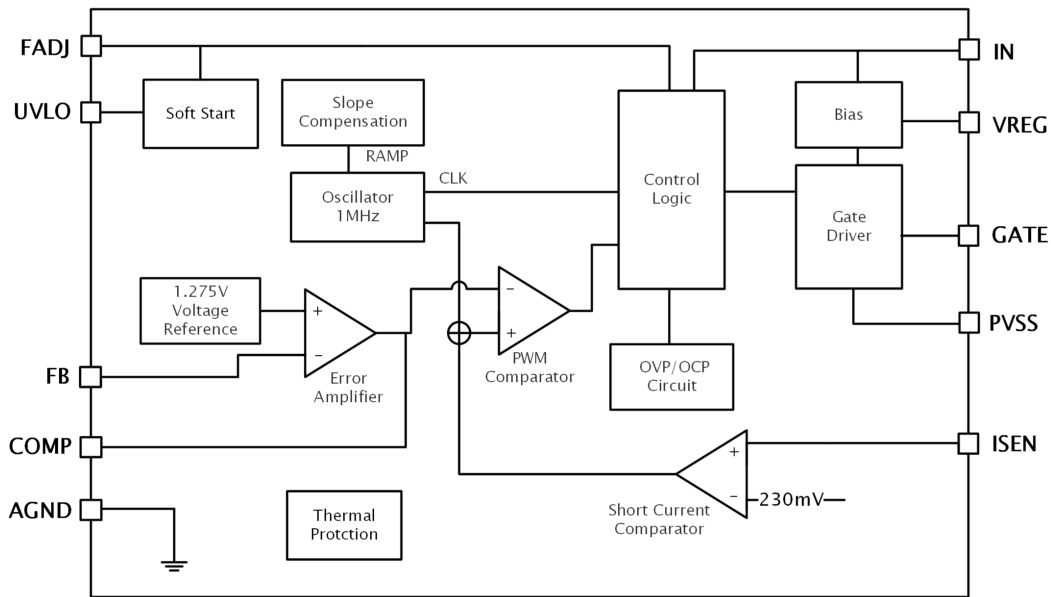 FADJ
IN
UVLO
Soft Start
Slope
Compensation
Bias
VREG
RAMP
CLK
Oscillator
1MHz
Control
Logic
Gate
Driver
GATE
1.275V
Voltage
Reference
+
−
−
+
PWM
Comparator
PVSS
FB
Error
Amplifier
OVP/OCP
Circuit
COMP
ISEN
+
−
230mV
AGND
Short Current
Comparator
Thermal
Protction